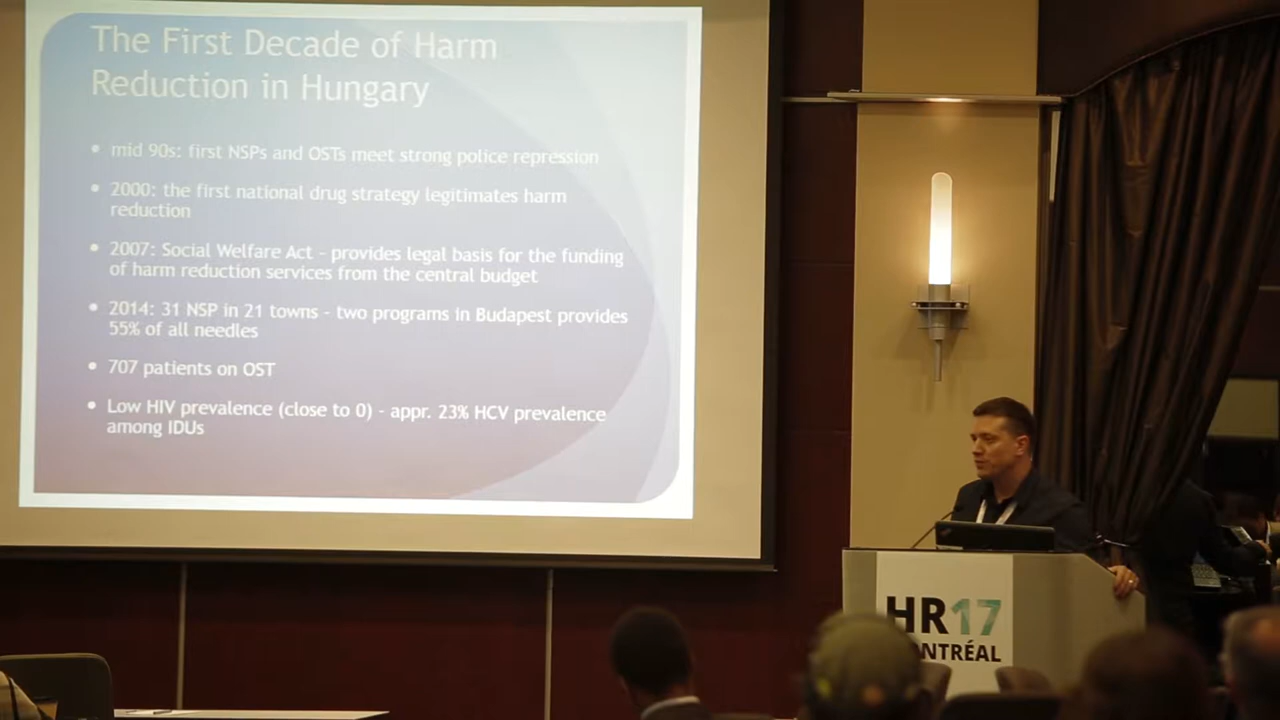 The First Decade of Harm
Reduction in Hungary
• mid 90s: first NSPs and OSTs meet strong police repression
• 2000: the first national drug strategy legitimates harm
reduction
• 2007: Social Welfare Act - provides legal basis for the funding
of harm reduction services from the central budget
• 2014: 31 NSP in 21 towns - two programs in Budapest provides
55% of all needles
• 707 patients on OST
• Low HIV prevalence (close to 0) - appr. 23% HCV prevalence
among IDUs
HR17
ONTRÉAL